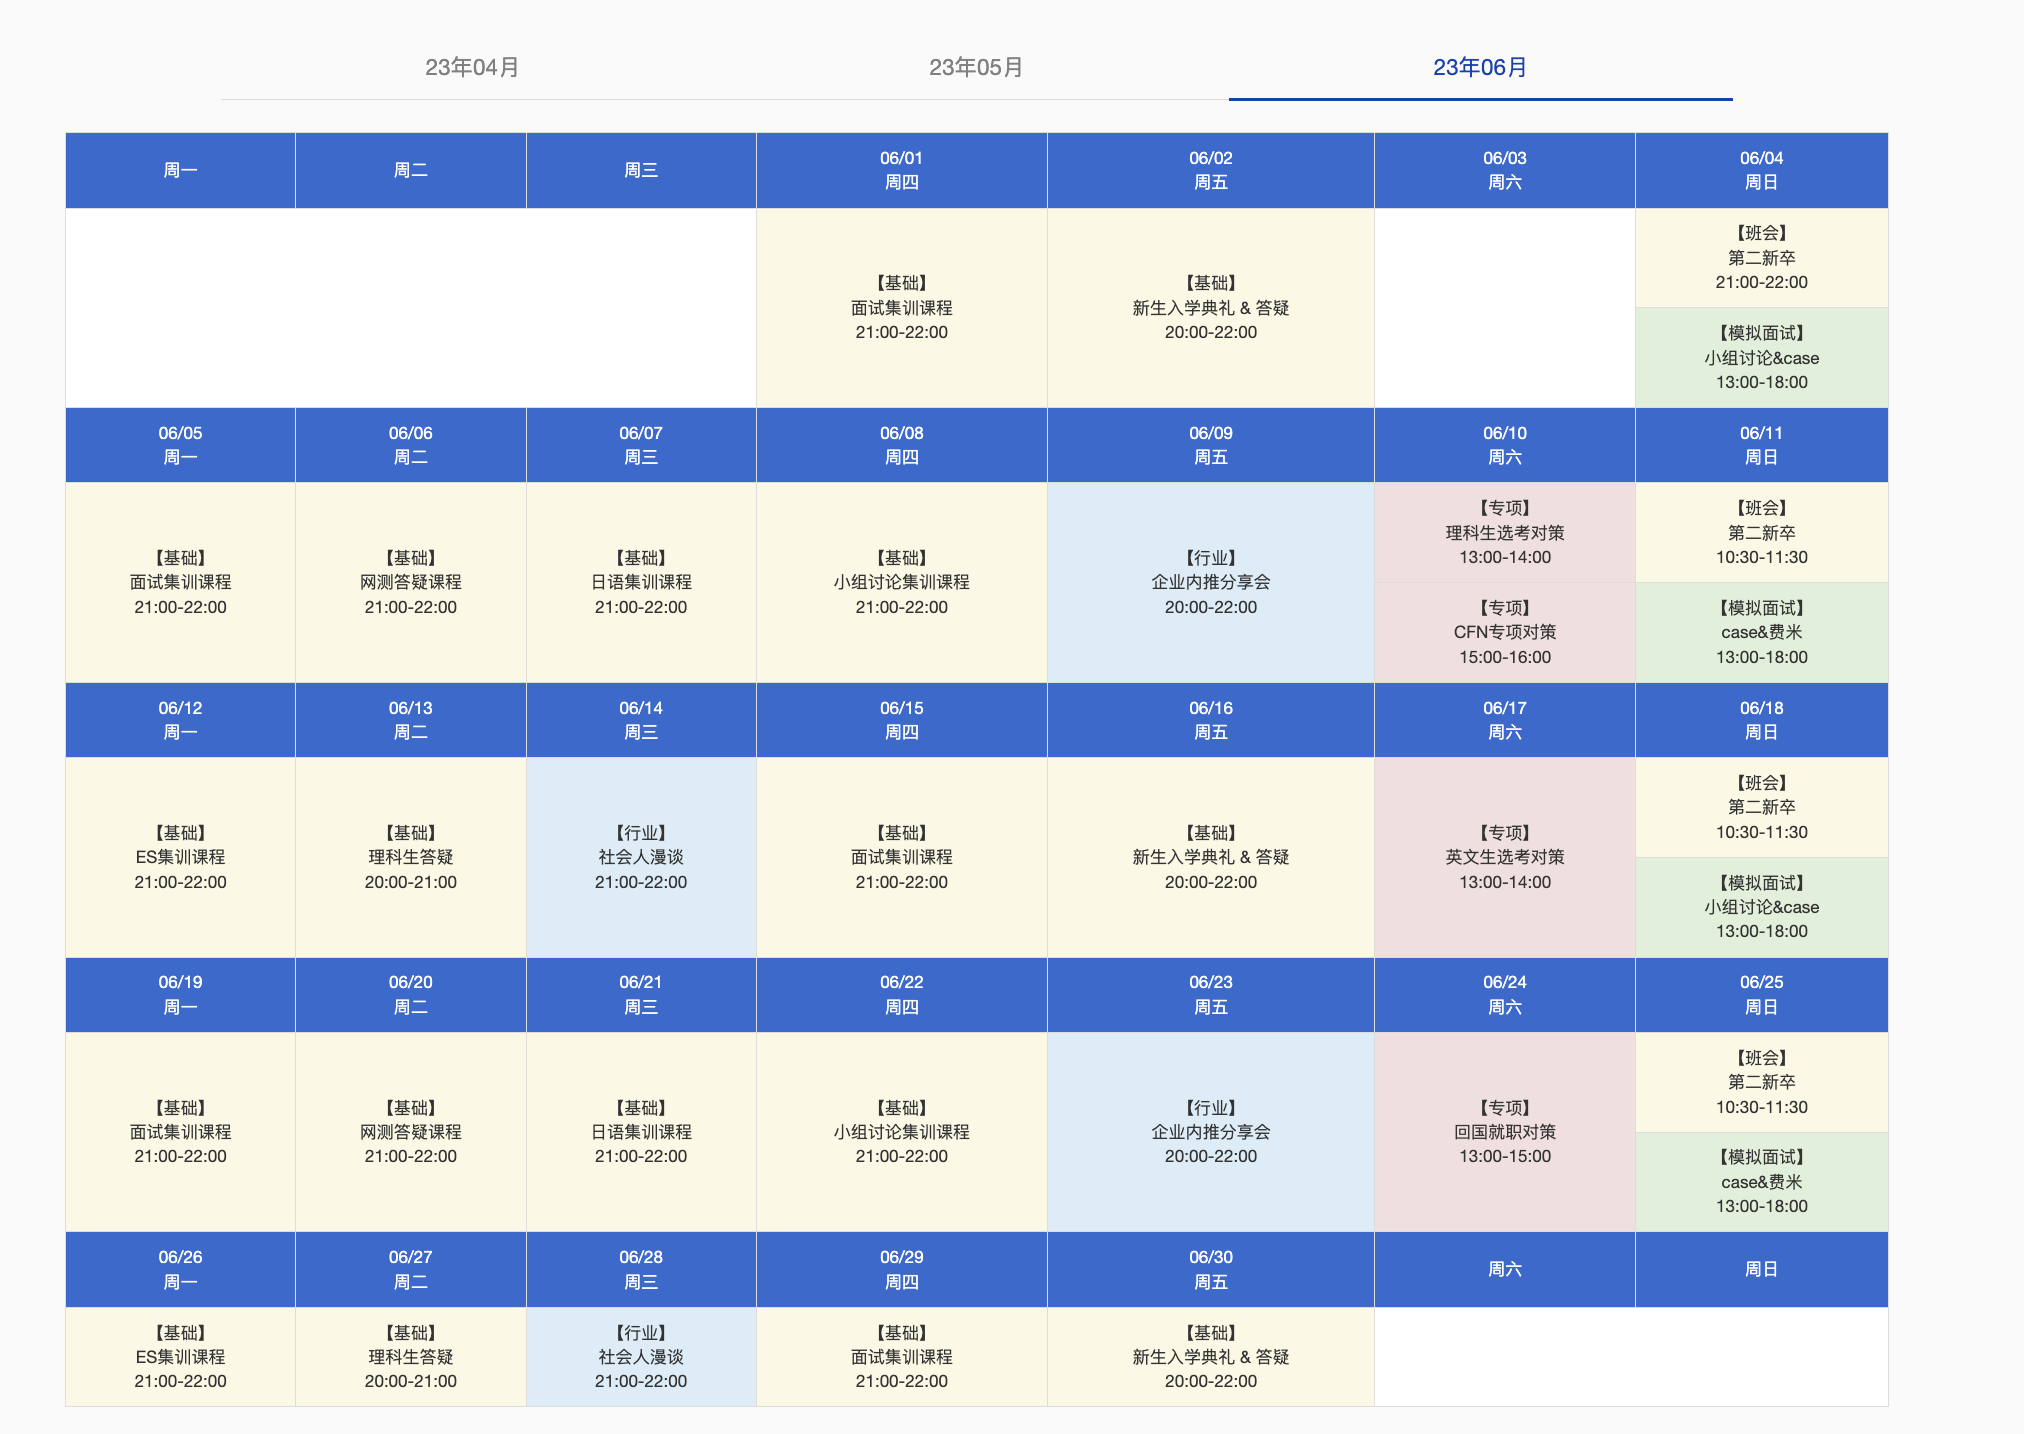 23年04月
23年05月
23年06月
周一
周二
周三
06/01
周四
06/02
周五
06/03
周六
06/04
周日
【基础】
面试集训课程
21:00-22:00
【基础】
新生入学典礼 & 答疑
20:00-22:00
【班会】
第二新卒
21:00-22:00
【模拟面试】
小组讨论&case
13:00-18:00
06/05
周一
06/06
周二
06/07
周三
06/08
周四
06/09
周五
06/10
周六
06/11
周日
【基础】
面试集训课程
21:00-22:00
【基础】
网测答疑课程
21:00-22:00
【基础】
日语集训课程
21:00-22:00
【基础】
小组讨论集训课程
21:00-22:00
【行业】
企业内推分享会
20:00-22:00
【专项】
理科生选考对策
13:00-14:00
【专项】
CFN专项对策
15:00-16:00
【班会】
第二新卒
10:30-11:30
【模拟面试】
case&费米
13:00-18:00
06/12
周一
06/13
周二
06/14
周三
06/15
周四
06/16
周五
06/17
周六
06/18
周日
【基础】
ES集训课程
21:00-22:00
【基础】
理科生答疑
20:00-21:00
【行业】
社会人漫谈
21:00-22:00
【基础】
面试集训课程
21:00-22:00
【基础】
新生入学典礼 & 答疑
20:00-22:00
【专项】
英文生选考对策
13:00-14:00
【班会】
第二新卒
10:30-11:30
【模拟面试】
小组讨论&case
13:00-18:00
06/19
周一
06/20
周二
06/21
周三
06/22
周四
06/23
周五
06/24
周六
06/25
周日
【基础】
面试集训课程
21:00-22:00
【基础】
网测答疑课程
21:00-22:00
【基础】
日语集训课程
21:00-22:00
【基础】
小组讨论集训课程
21:00-22:00
【行业】
企业内推分享会
20:00-22:00
【专项】
回国就职对策
13:00-15:00
【班会】
第二新卒
10:30-11:30
【模拟面试】
case&费米
13:00-18:00
06/26
周一
06/27
周二
06/28
周三
06/29
周四
06/30
周五
周六
周日
【基础】
ES集训课程
21:00-22:00
【基础】
理科生答疑
20:00-21:00
【行业】
社会人漫谈
21:00-22:00
【基础】
面试集训课程
21:00-22:00
【基础】
新生入学典礼 & 答疑
20:00-22:00